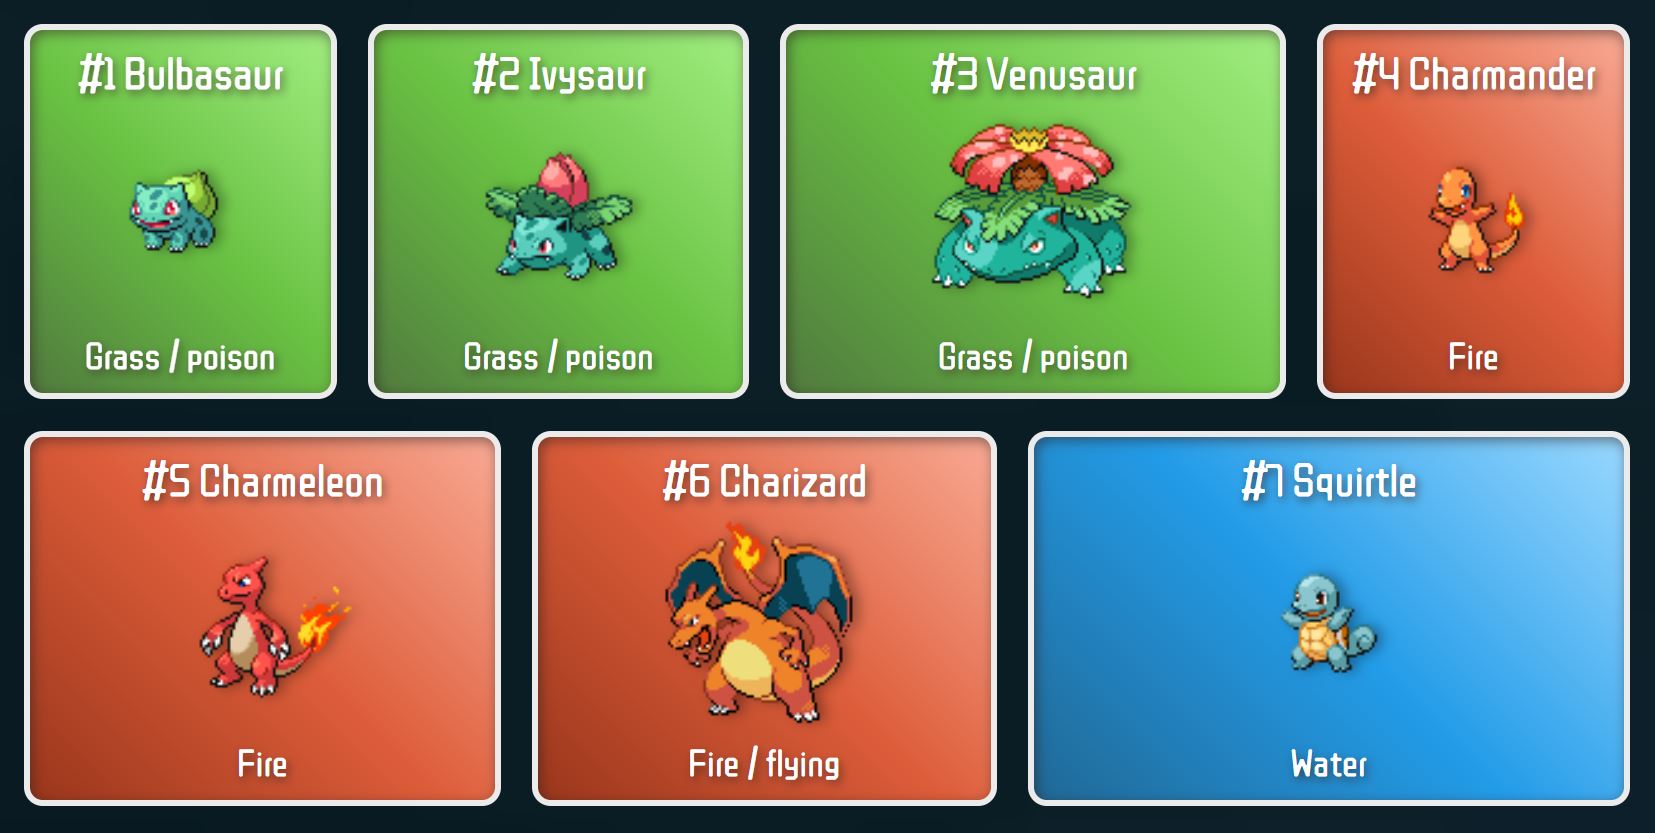 #1 Bulbasaur
Grass / poison
#2 Ivysaur
Grass / poison
#3 Venusaur
Grass / poison
#4 Charmander
Fire
#5 Charmeleon
Fire
#6 Charizard
Fire / flying
#7 Squirtle
Water